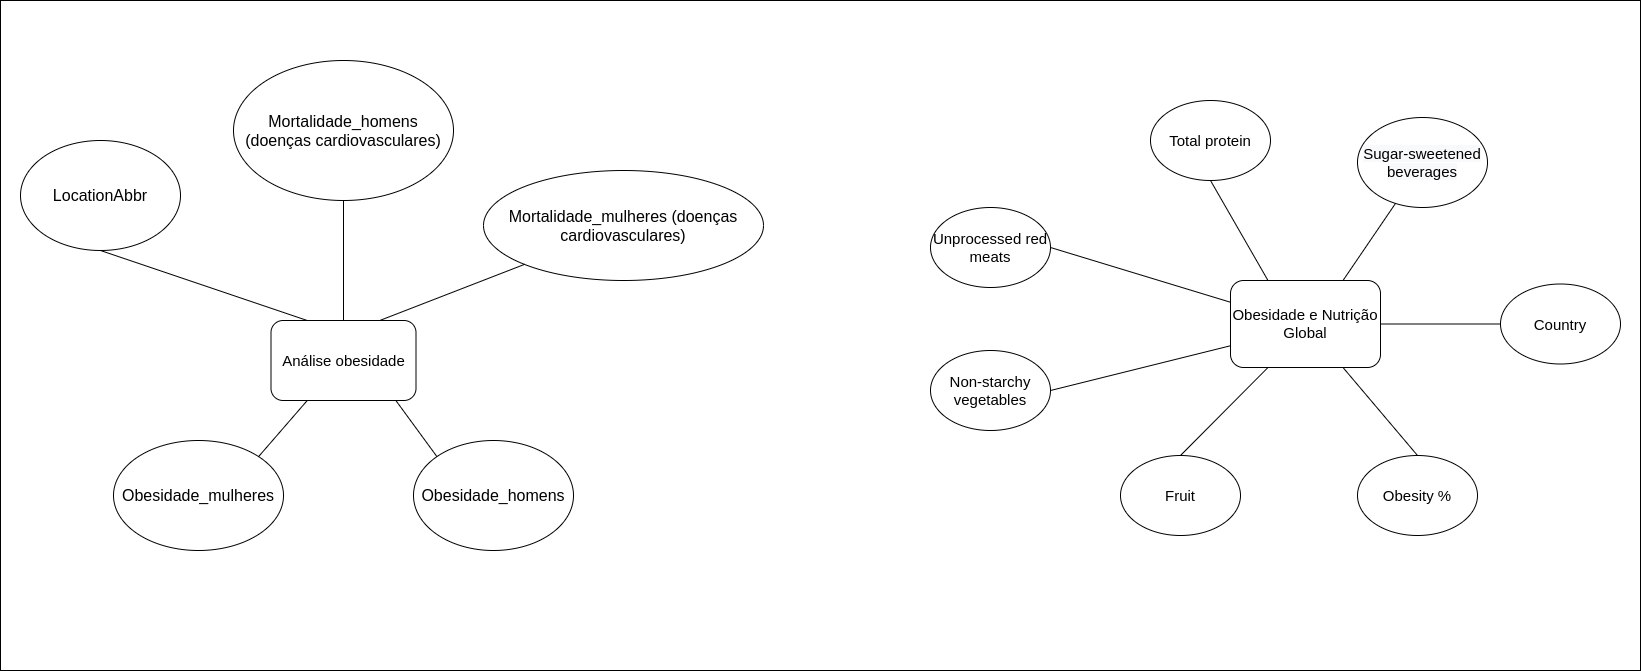 Mortalidade_homens
(doenças cardiovasculares)
LocationAbbr
Mortalidade_mulheres (doenças
cardiovasculares)
Análise obesidade
Obesidade_mulheres
Obesidade_homens
Total protein
Sugar-sweetened
beverages
Unprocessed red
meats
Obesidade e Nutrição
Global
Country
Non-starchy
vegetables
Fruit
Obesity %